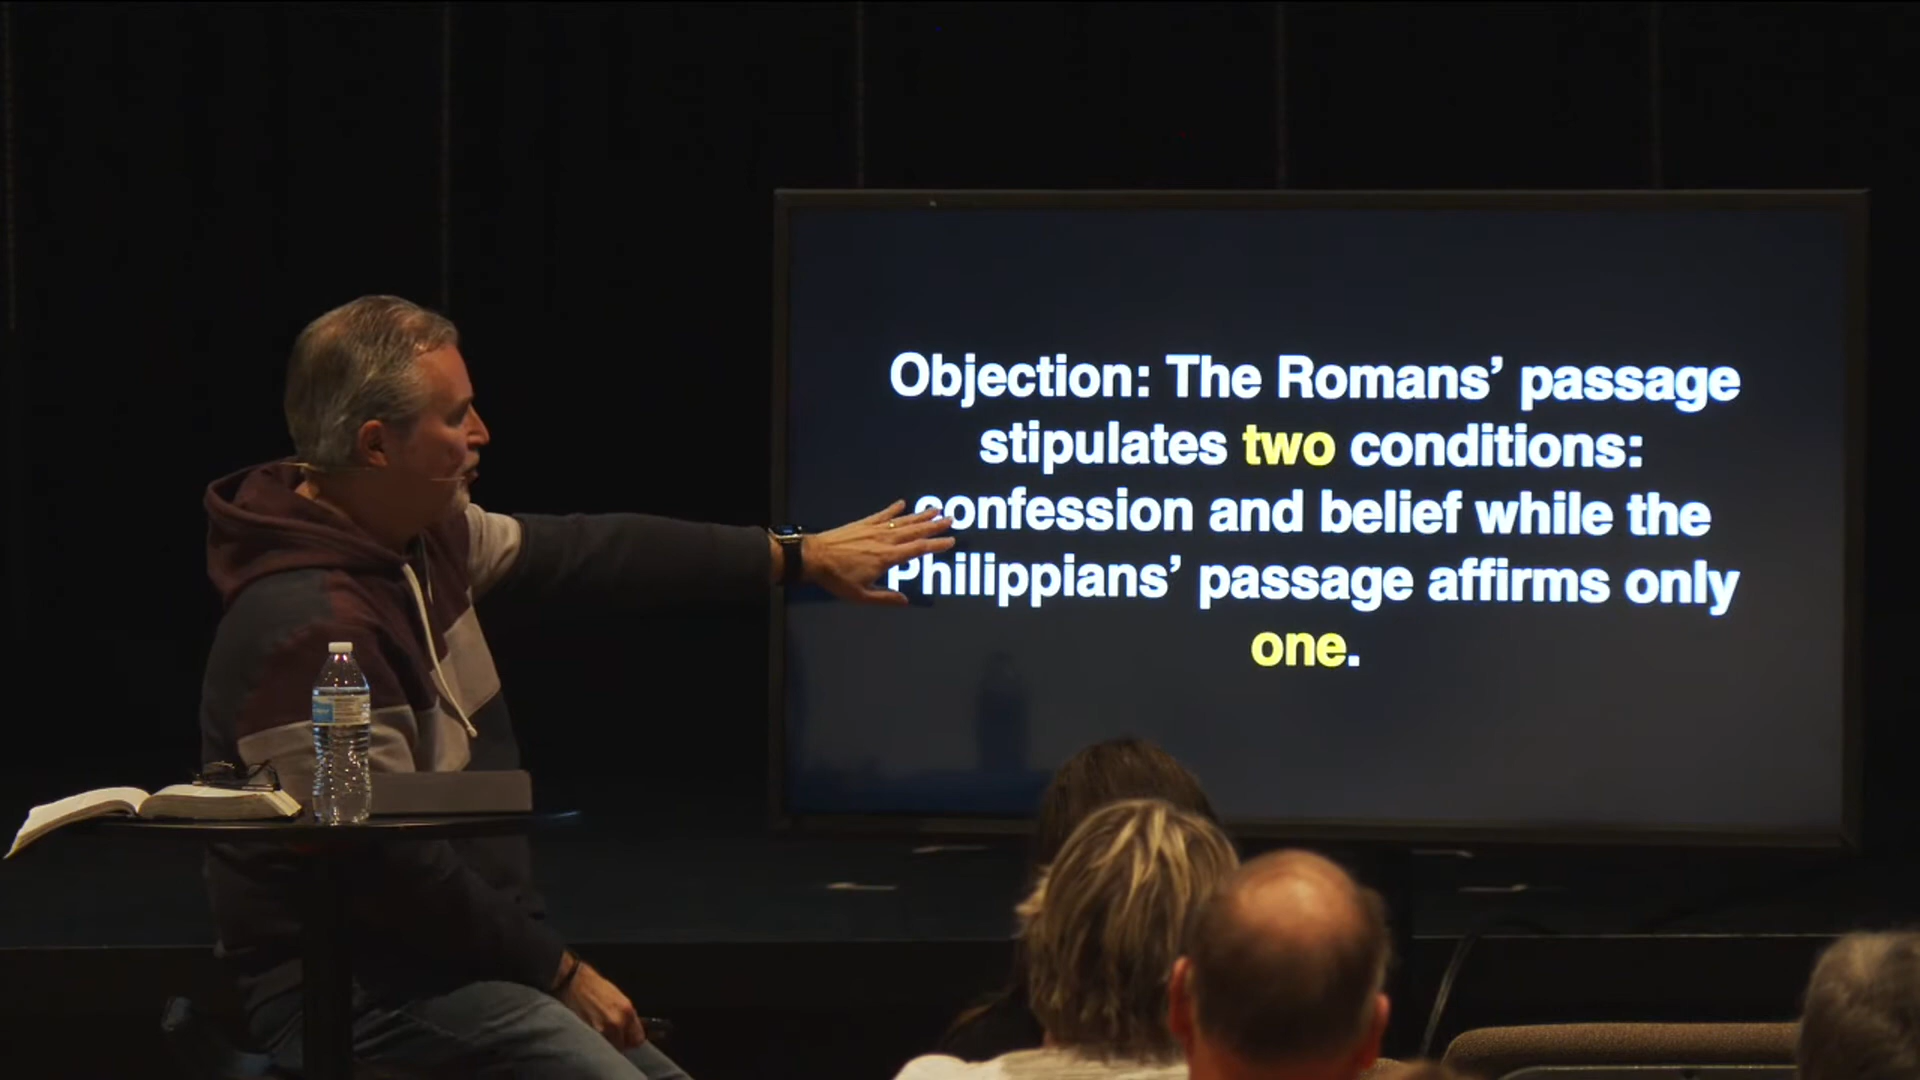 Objection: The Romans’ passage
stipulates two conditions:
confession and belief while the
Philippians’ passage affirms only
one.